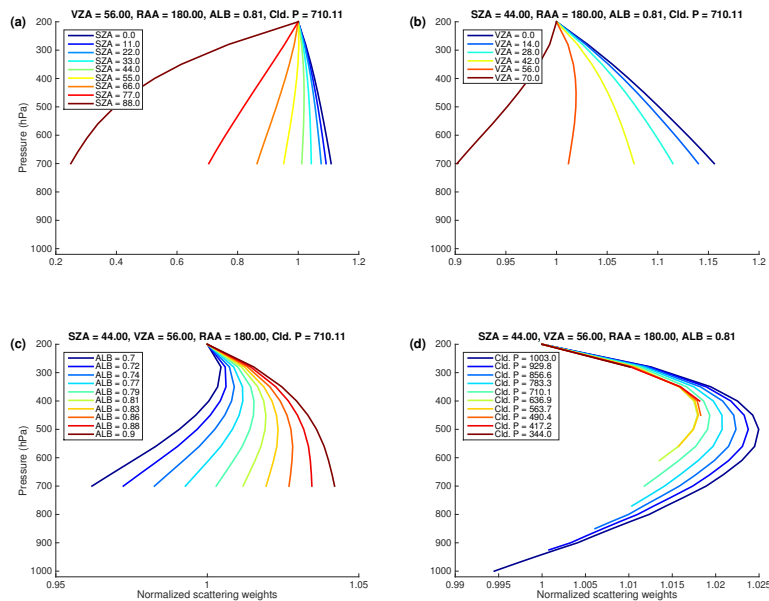 (a)
VZA = 56.00, RAA = 180.00, ALB = 0.81, Cld. P = 710.11
200
300
400
500
600
700
800
900
1000
Pressure (hPa)
SZA = 0.0
SZA = 11.0
SZA = 22.0
SZA = 33.0
SZA = 44.0
SZA = 55.0
SZA = 66.0
SZA = 77.0
SZA = 88.0
0.2 0.4 0.6 0.8 1 1.2
(b)
SZA = 44.00, RAA = 180.00, ALB = 0.81, Cld. P = 710.11
200
300
400
500
600
700
800
900
1000
Pressure (hPa)
VZA = 0.0
VZA = 14.0
VZA = 28.0
VZA = 42.0
VZA = 56.0
VZA = 70.0
0.9 0.95 1 1.05 1.1 1.15 1.2
(c)
SZA = 44.00, VZA = 56.00, RAA = 180.00, Cld. P = 710.11
200
300
400
500
600
700
800
900
1000
Pressure (hPa)
ALB = 0.7
ALB = 0.72
ALB = 0.74
ALB = 0.77
ALB = 0.79
ALB = 0.81
ALB = 0.83
ALB = 0.86
ALB = 0.88
ALB = 0.9
0.95 1 1.05
Normalized scattering weights
(d)
SZA = 44.00, VZA = 56.00, RAA = 180.00, ALB = 0.81
200
300
400
500
600
700
800
900
1000
Pressure (hPa)
Cld. P = 1003.0
Cld. P = 929.8
Cld. P = 856.6
Cld. P = 783.3
Cld. P = 710.1
Cld. P = 636.9
Cld. P = 563.7
Cld. P = 490.4
Cld. P = 417.2
Cld. P = 344.0
0.99 0.995 1 1.005 1.01 1.015 1.02 1.025
Normalized scattering weights